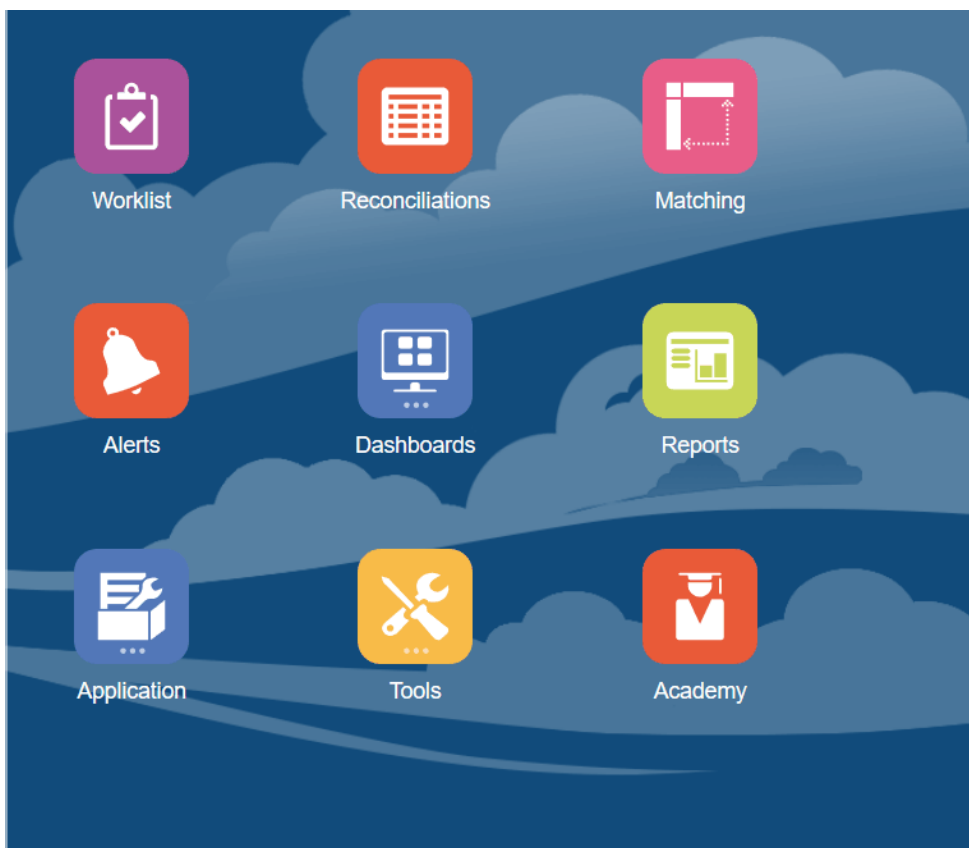 Worklist
Reconciliations
Matching
Alerts
Dashboards
Reports
Application
Tools
Academy